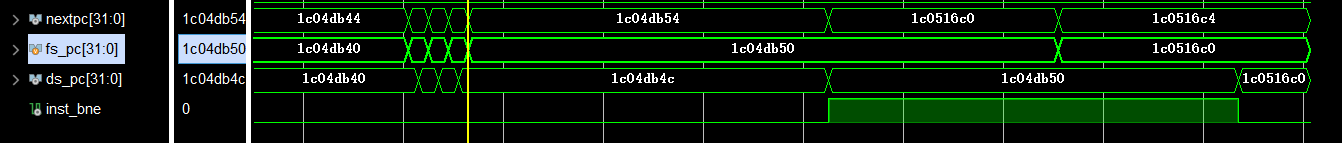 nextpc[31:0] 1c04db54 1c04db44 1c04db54 1c0516c0 1c0516c4
fs_pc[31:0] 1c04db50 1c04db40 1c04db50 1c0516c0
ds_pc[31:0] 1c04db4c 1c04db40 1c04db4c 1c04db50 1c0516c0
inst_bne 0